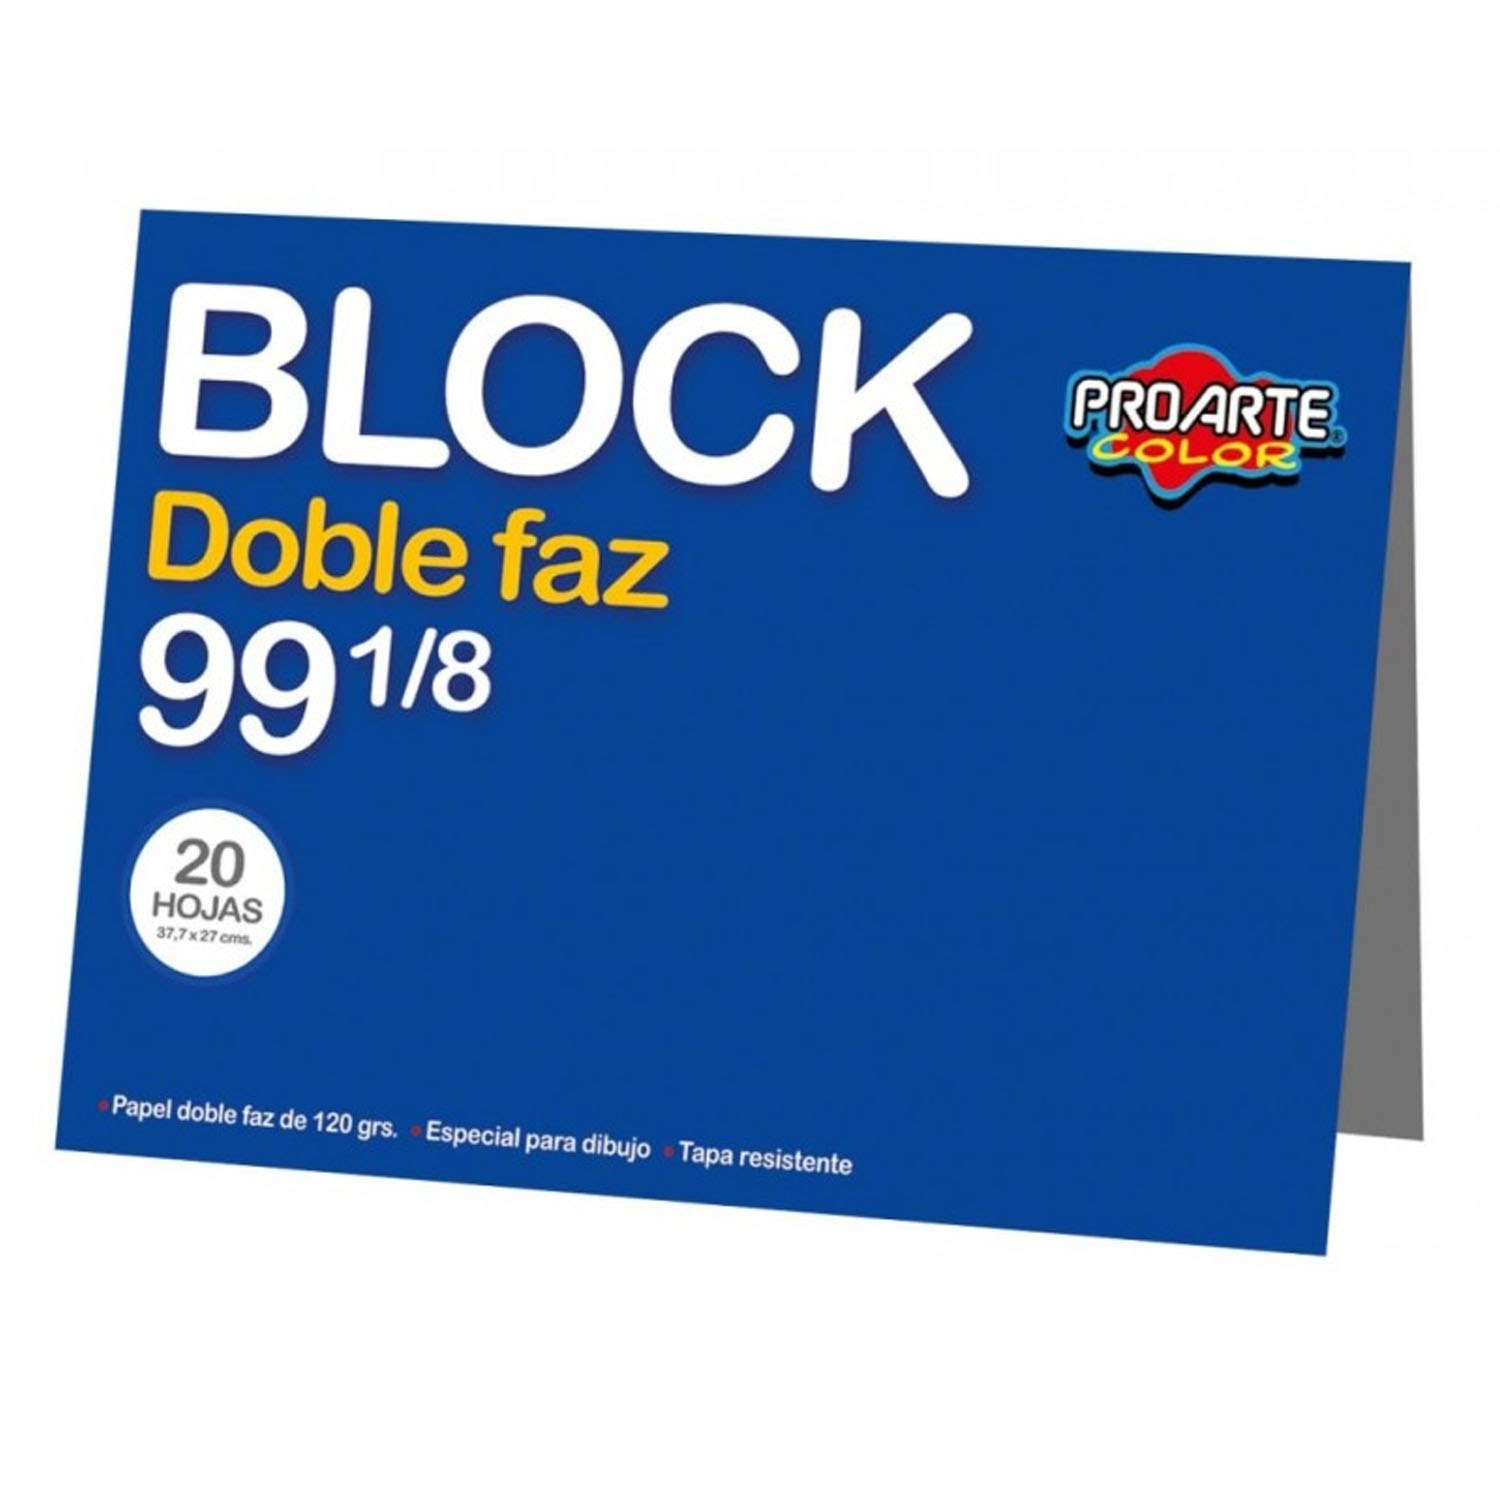 BLOCK
PROARTE®
COLOR
Doble faz
99 1/8
20
HOJAS
37,7 x 27 cms.
• Papel doble faz de 120 grs. • Especial para dibujo • Tapa resistente